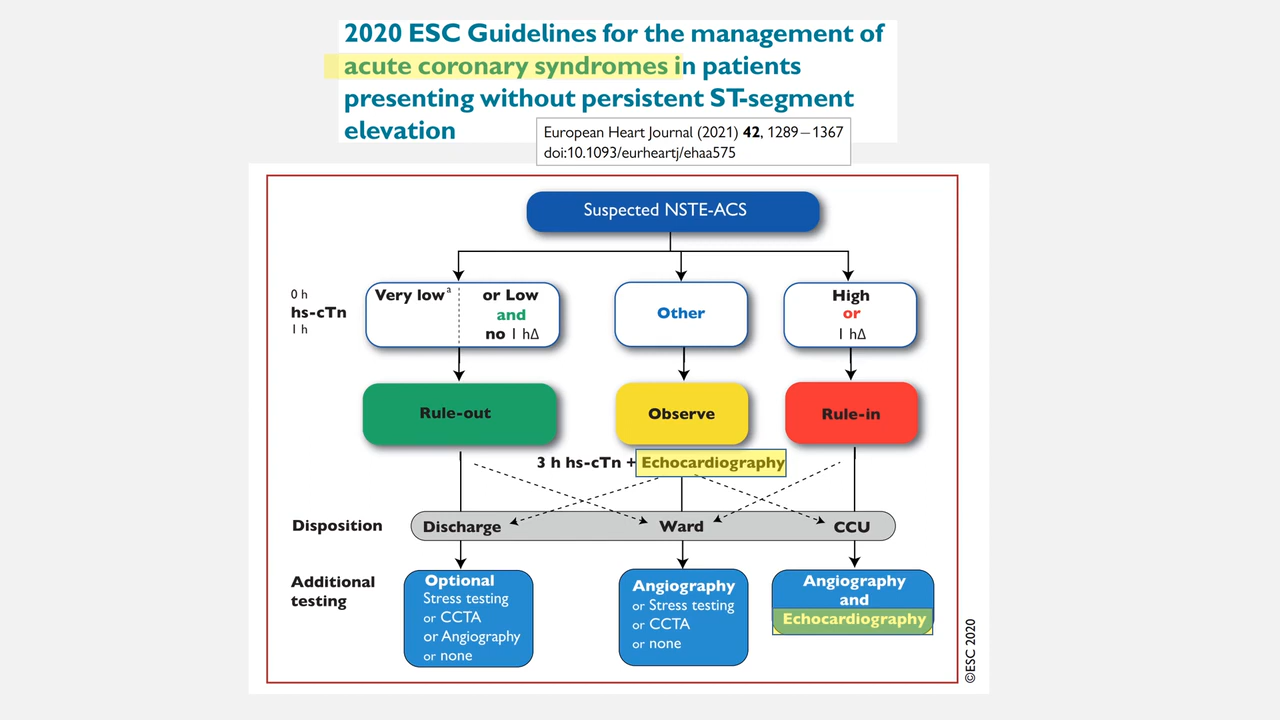 2020 ESC Guidelines for the management of
acute coronary syndromes in patients
presenting without persistent ST-segment
elevation
European Heart Journal (2021) 42, 1289–1367
doi:10.1093/eurheartj/ehaa575
Suspected NSTE-ACS
0 h
hs-cTn
1 h
Very low a
or Low
and
no 1 hΔ
Other
High
or
1 hΔ
Rule-out
Observe
Rule-in
3 h hs-cTn + Echocardiography
Disposition
Discharge
Ward
CCU
Additional
testing
Optional
Stress testing
or CCTA
or Angiography
or none
Angiography
or Stress testing
or CCTA
or none
Angiography
and
Echocardiography
©ESC 2020